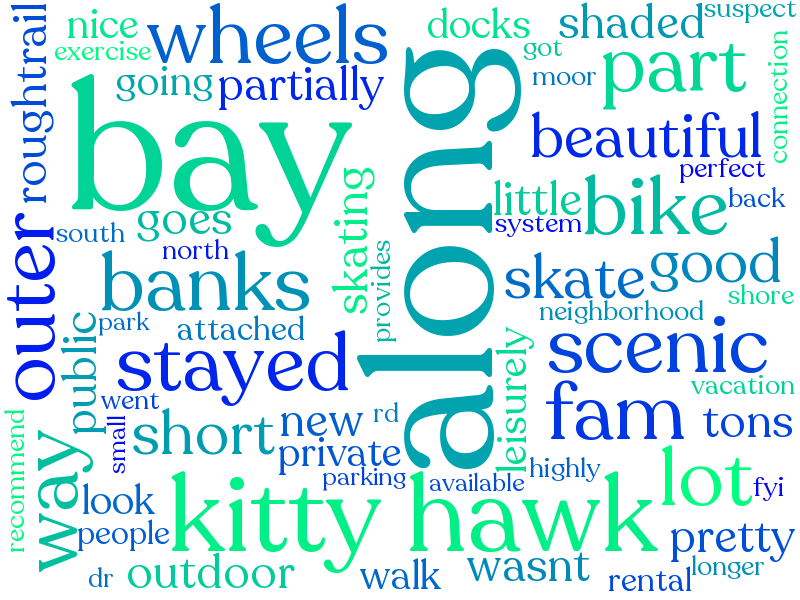 nice
wheels
docks
shaded
suspect
exercise
got
going
partially
moor
part
connection
roughtrail
bay
along
beautiful
perfect
little
bike
back
system
goes
skating
south
north
outer
provides
banks
skate
good
shore
neighborhood
park
attached
public
stayed
scenic
leisurely
vacation
went
fam
tons
small
new
rd
short
private
recommend
way
look
parking
available
highly
lot
fyi
people
kitty hawk
pretty
dr
outdoor
walk
wasnt
longer
rental